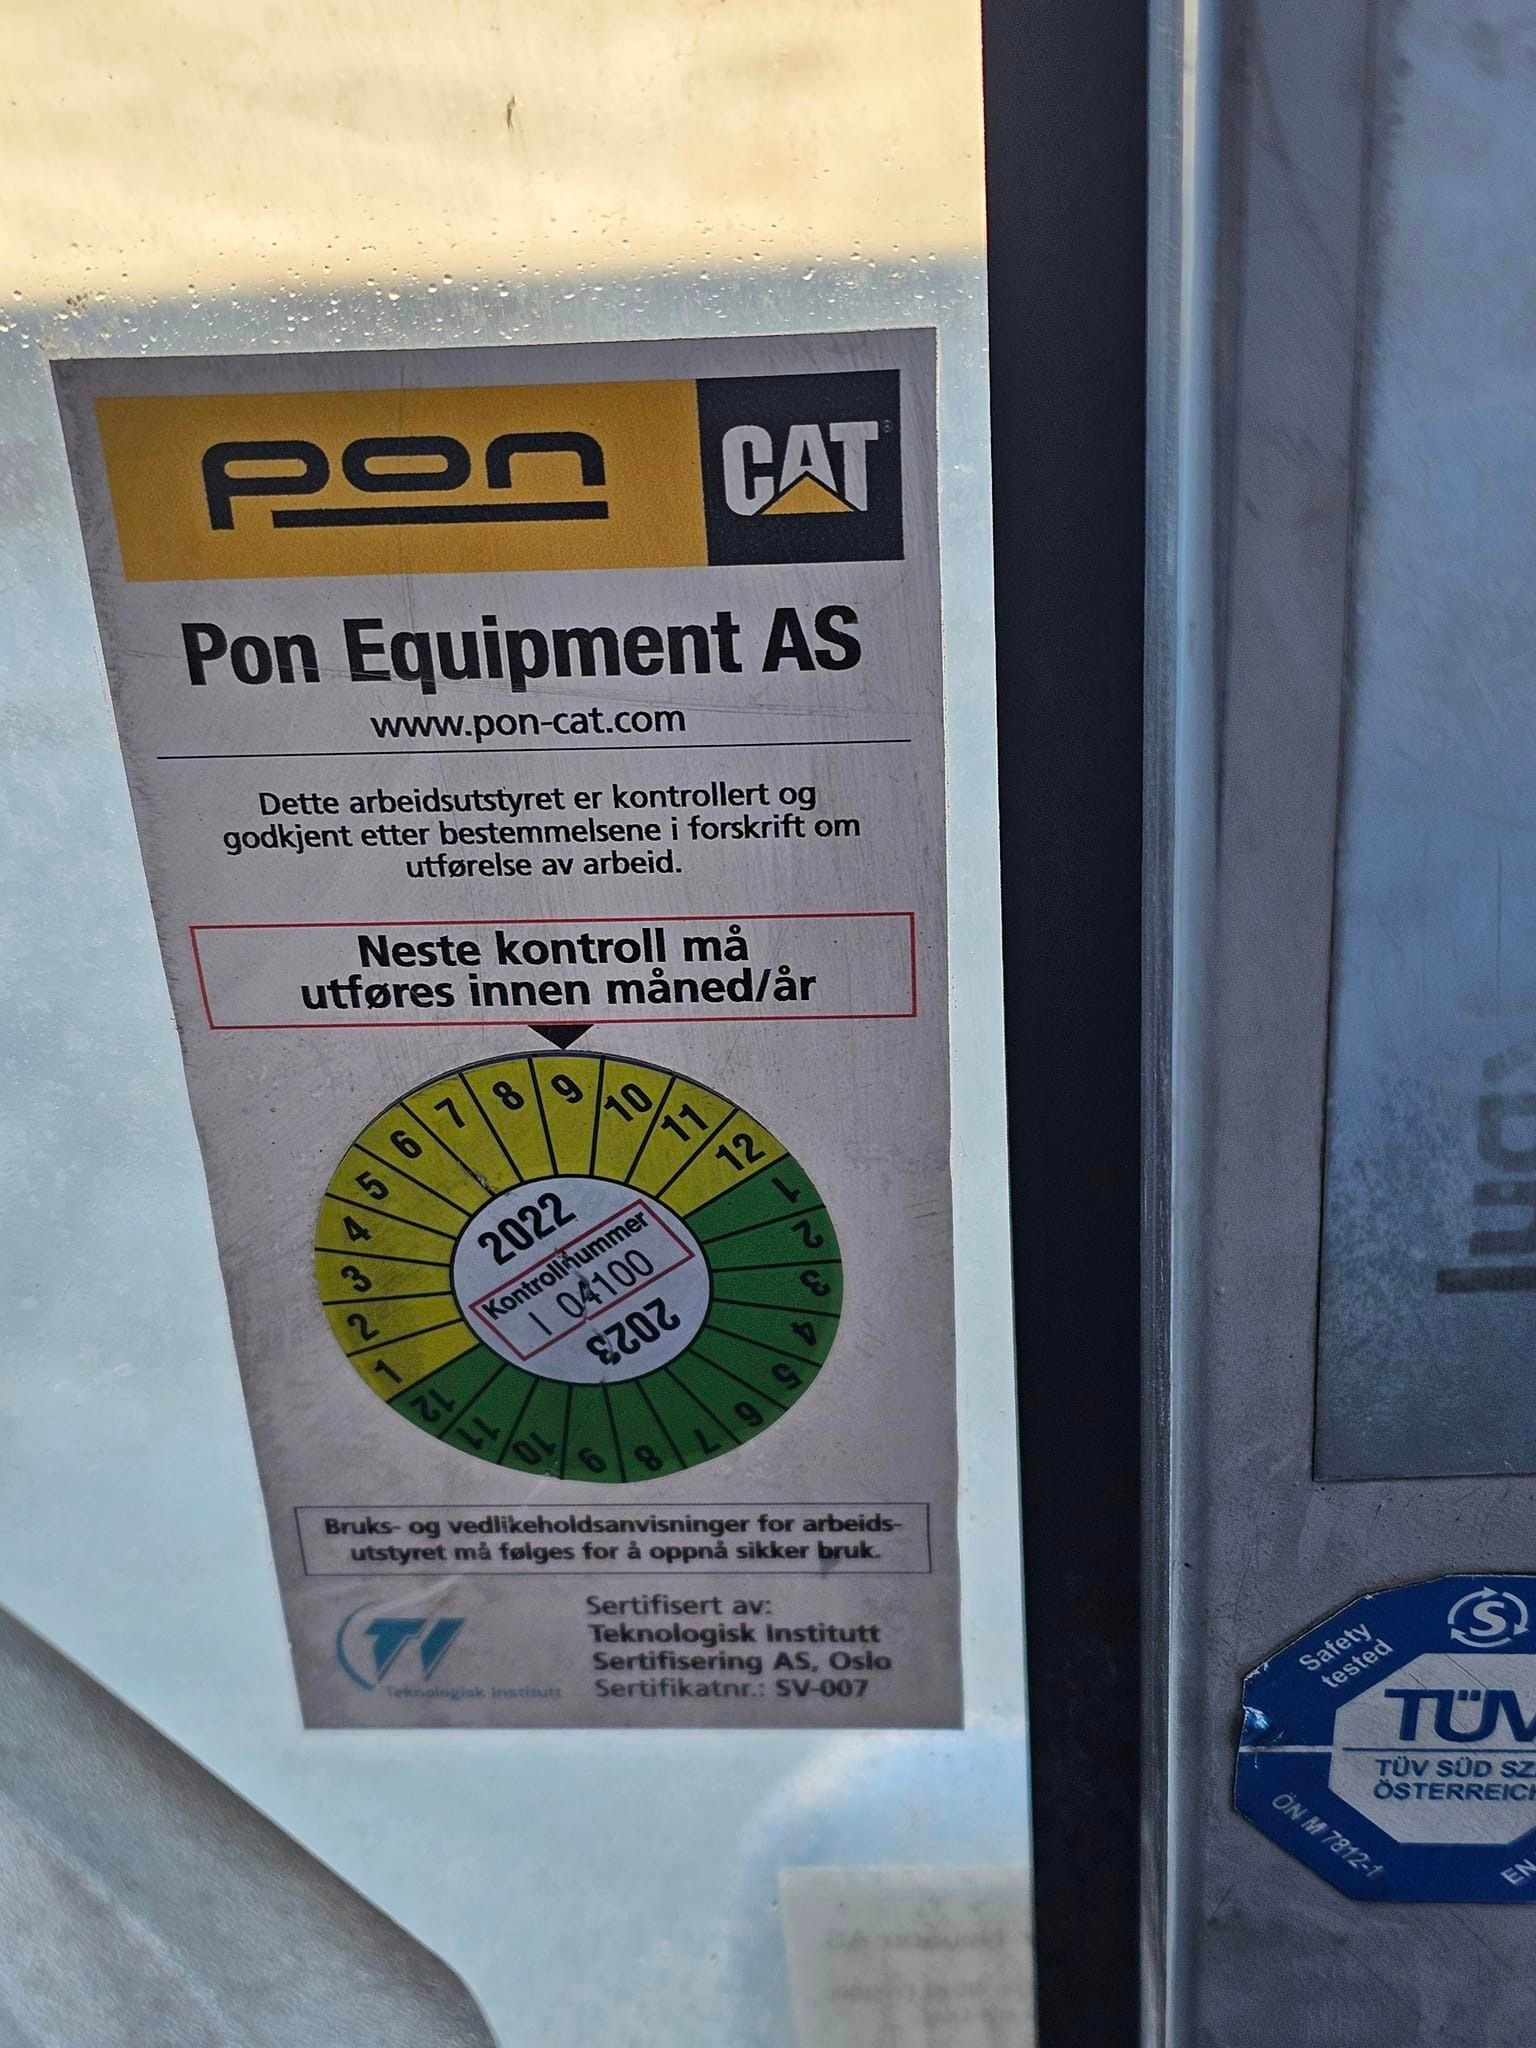 pon CAT®
Pon Equipment AS
www.pon-cat.com
Dette arbeidsutstyret er kontrollert og
godkjent etter bestemmelsene i forskrift om
utførelse av arbeid.
Neste kontroll må
utføres innen måned/år
1 2 3 4 5 6 7 8 9 10 11 12
1 2 3 4 5 6 7 8 9 10 11 12
2022
Kontrollnummer
I 04100
2023
Bruks- og vedlikeholdsanvisninger for arbeids-
utstyret må følges for å oppnå sikker bruk.
TI
Teknologisk Institutt
Sertifisert av:
Teknologisk Institutt
Sertifisering AS, Oslo
Sertifikatnr.: SV-007
S
Safety
tested
TÜV
TÜV SÜD
ÖN M 7812-1
EN